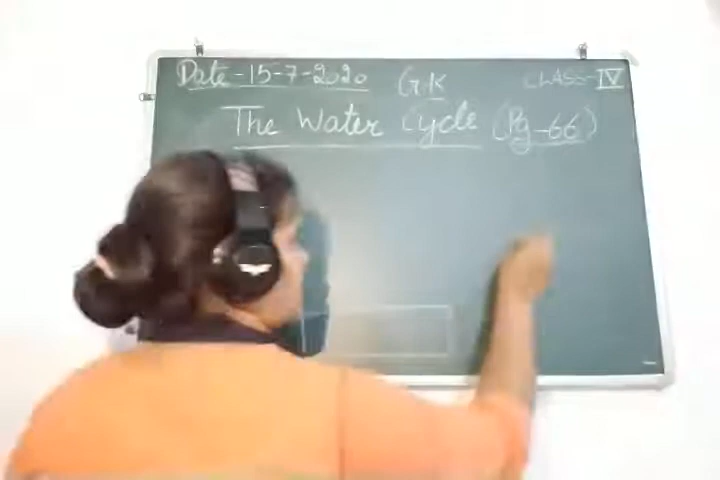 Date-15-7-2020 G.K CLASS-IV
The Water Cycle (Pg-66)